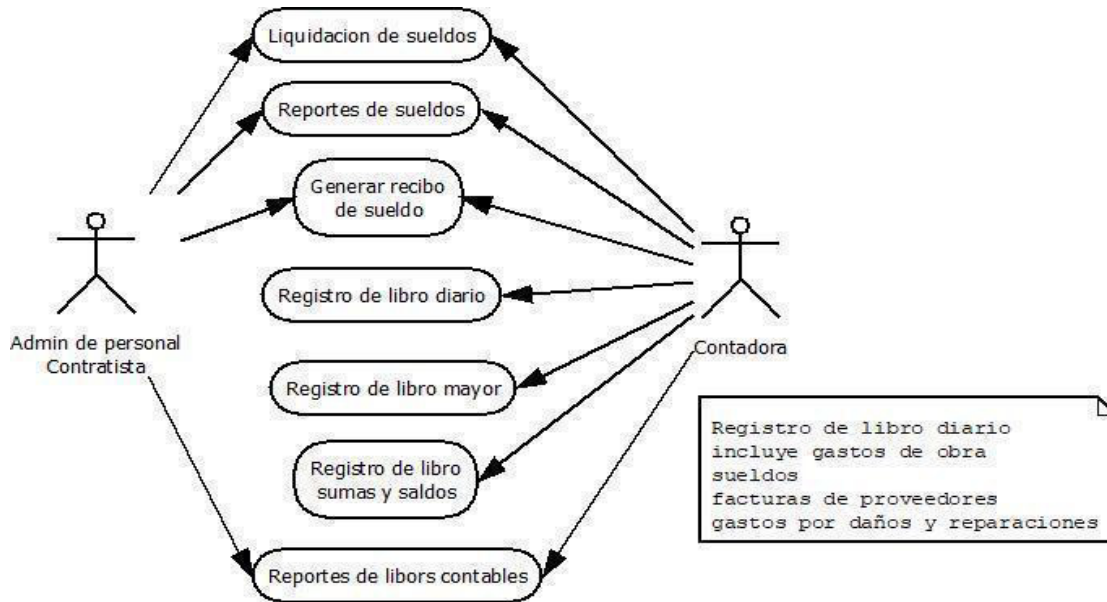 Liquidacion de sueldos
Reportes de sueldos
Generar recibo
de sueldo
Registro de libro diario
Admin de personal
Contratista
Contadora
Registro de libro mayor
Registro de libro
sumas y saldos
Reportes de libors contables
Registro de libro diario
incluye gastos de obra
sueldos
facturas de proveedores
gastos por daños y reparaciones